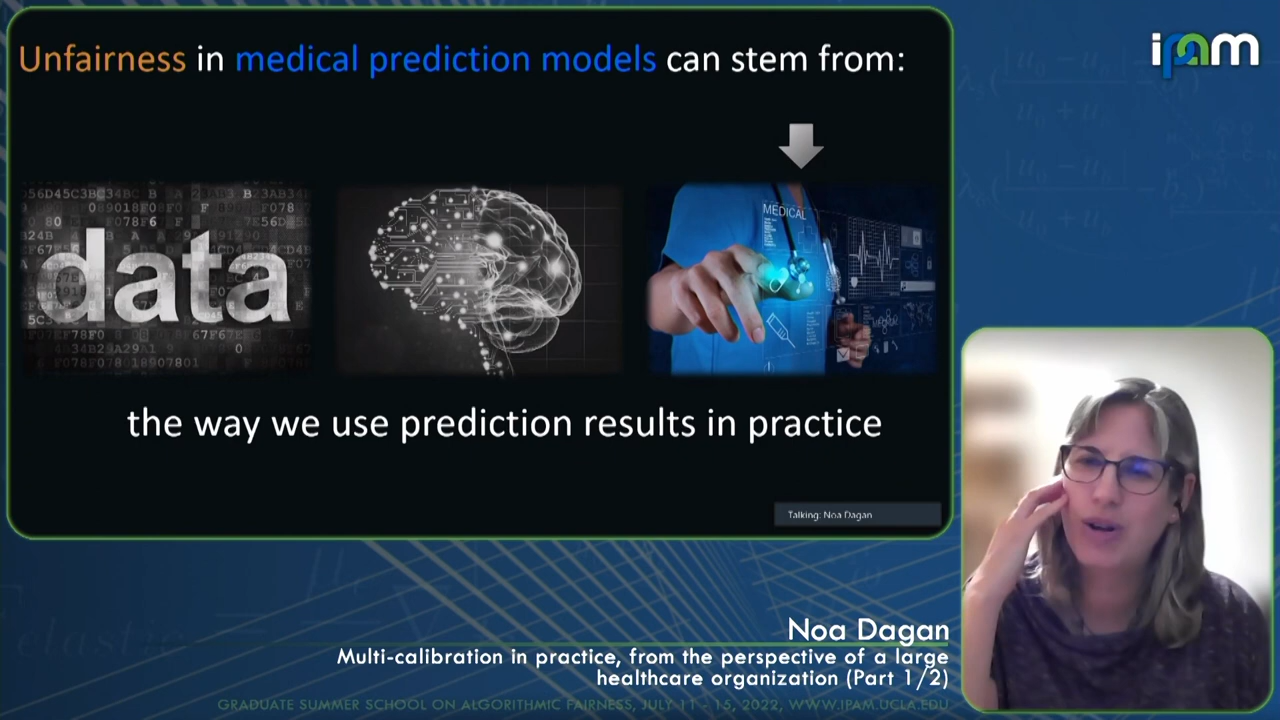 Unfairness in medical prediction models can stem from:
ipam
data
MEDICAL
the way we use prediction results in practice
Talking: Noa Dagan
Noa Dagan
Multi-calibration in practice, from the perspective of a large
healthcare organization (Part 1/2)
GRADUATE SUMMER SCHOOL ON ALGORITHMIC FAIRNESS, JULY 11 - 15, 2022, WWW.IPAM.UCLA.EDU